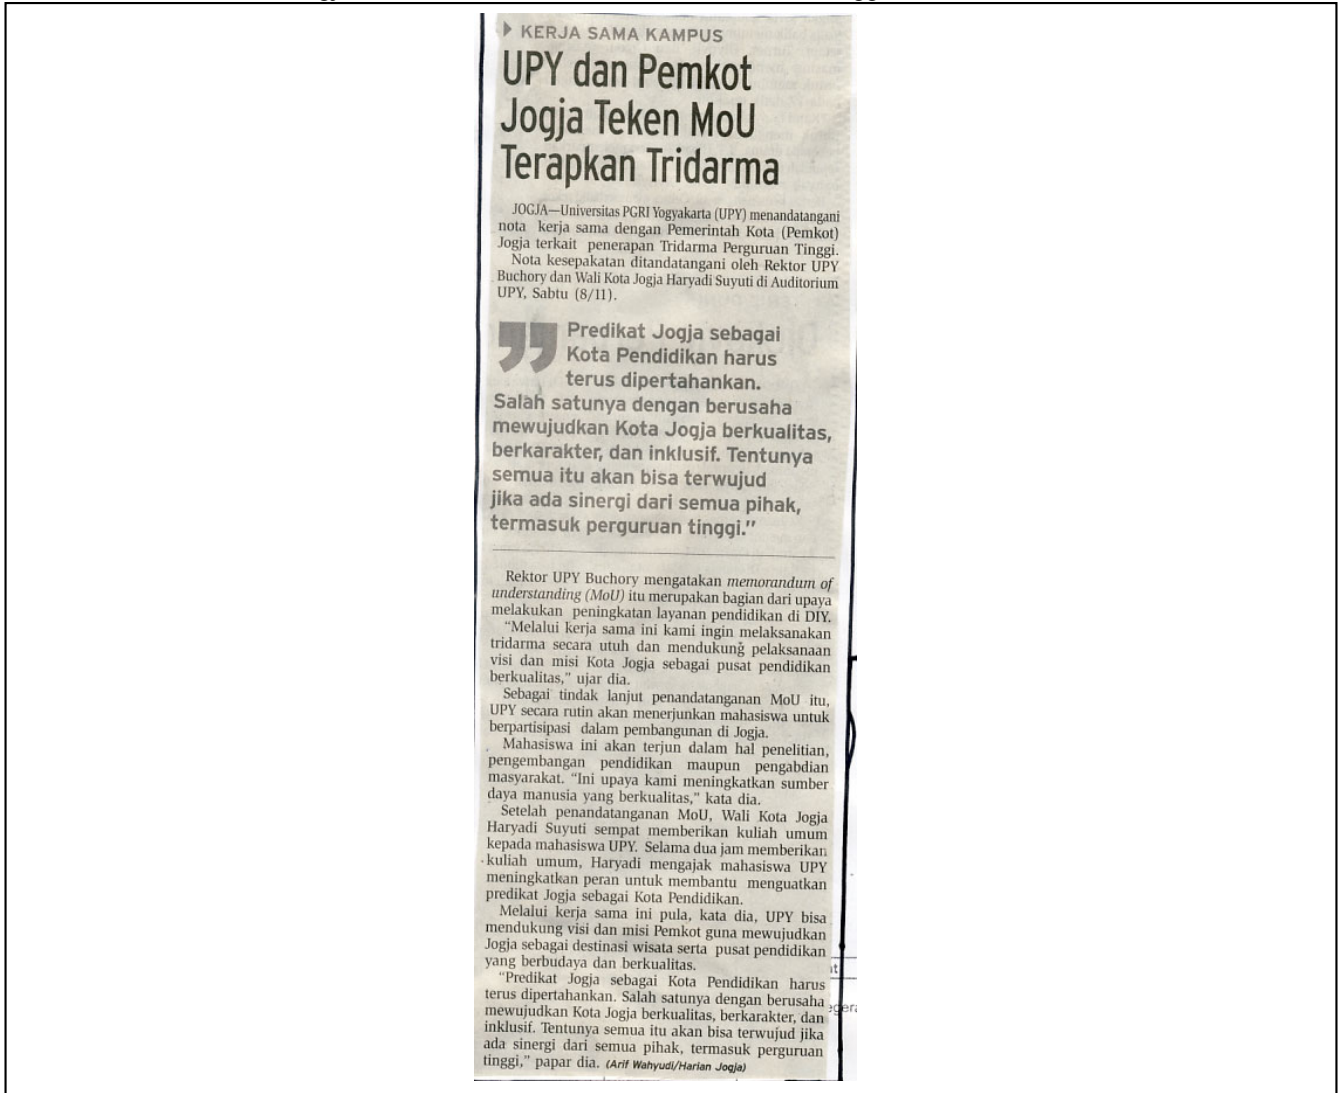 KERJA SAMA KAMPUS
UPY dan Pemkot
Jogja Teken MoU
Terapkan Tridarma
JOGJA—Universitas PGRI Yogyakarta (UPY) menandatangani
nota kerja sama dengan Pemerintah Kota (Pemkot)
Jogja terkait penerapan Tridarma Perguruan Tinggi.
Nota kesepakatan ditandatangani oleh Rektor UPY
Buchory dan Wali Kota Jogja Haryadi Suyuti di Auditorium
UPY, Sabtu (8/11).
” Predikat Jogja sebagai
Kota Pendidikan harus
terus dipertahankan.
Salah satunya dengan berusaha
mewujudkan Kota Jogja berkualitas,
berkarakter, dan inklusif. Tentunya
semua itu akan bisa terwujud
jika ada sinergi dari semua pihak,
termasuk perguruan tinggi.”
Rektor UPY Buchory mengatakan memorandum of
understanding (MoU) itu merupakan bagian dari upaya
melakukan peningkatan layanan pendidikan di DIY.
“Melalui kerja sama ini kami ingin melaksanakan
tridarma secara utuh dan mendukung pelaksanaan
visi dan misi Kota Jogja sebagai pusat pendidikan
berkualitas,” ujar dia.
Sebagai tindak lanjut penandatanganan MoU itu,
UPY secara rutin akan menerjunkan mahasiswa untuk
berpartisipasi dalam pembangunan di Jogja.
Mahasiswa ini akan terjun dalam hal penelitian,
pengembangan pendidikan maupun pengabdian
masyarakat. “Ini upaya kami meningkatkan sumber
daya manusia yang berkualitas,” kata dia.
Setelah penandatanganan MoU, Wali Kota Jogja
Haryadi Suyuti sempat memberikan kuliah umum
kepada mahasiswa UPY. Selama dua jam memberikan
kuliah umum, Haryadi mengajak mahasiswa UPY
meningkatkan peran untuk membantu menguatkan
predikat Jogja sebagai Kota Pendidikan.
Melalui kerja sama ini pula, kata dia, UPY bisa
mendukung visi dan misi Pemkot guna mewujudkan
Jogja sebagai destinasi wisata serta pusat pendidikan
yang berbudaya dan berkualitas.
“Predikat Jogja sebagai Kota Pendidikan harus
terus dipertahankan. Salah satunya dengan berusaha
mewujudkan Kota Jogja berkualitas, berkarakter, dan
inklusif. Tentunya semua itu akan bisa terwujud jika
ada sinergi dari semua pihak, termasuk perguruan
tinggi,” papar dia. (Arif Wahyudi/Harian Jogja)